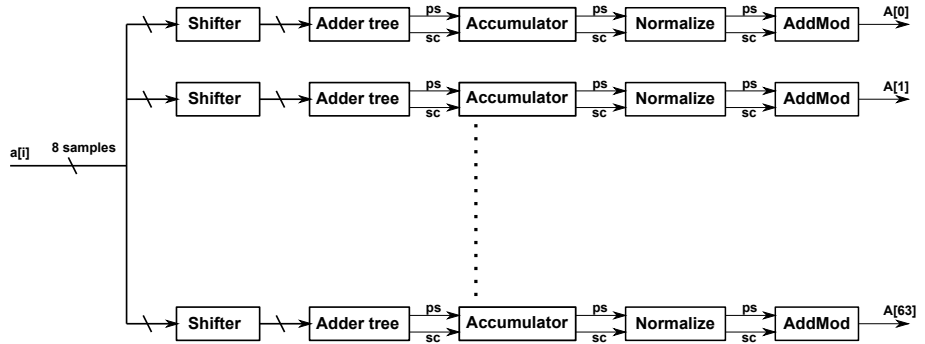 ps ps ps A[0]
Shifter Adder tree Accumulator Normalize AddMod
sc sc sc
ps ps ps A[1]
Shifter Adder tree Accumulator Normalize AddMod
sc sc sc
a[i] 8 samples
ps ps ps A[63]
Shifter Adder tree Accumulator Normalize AddMod
sc sc sc